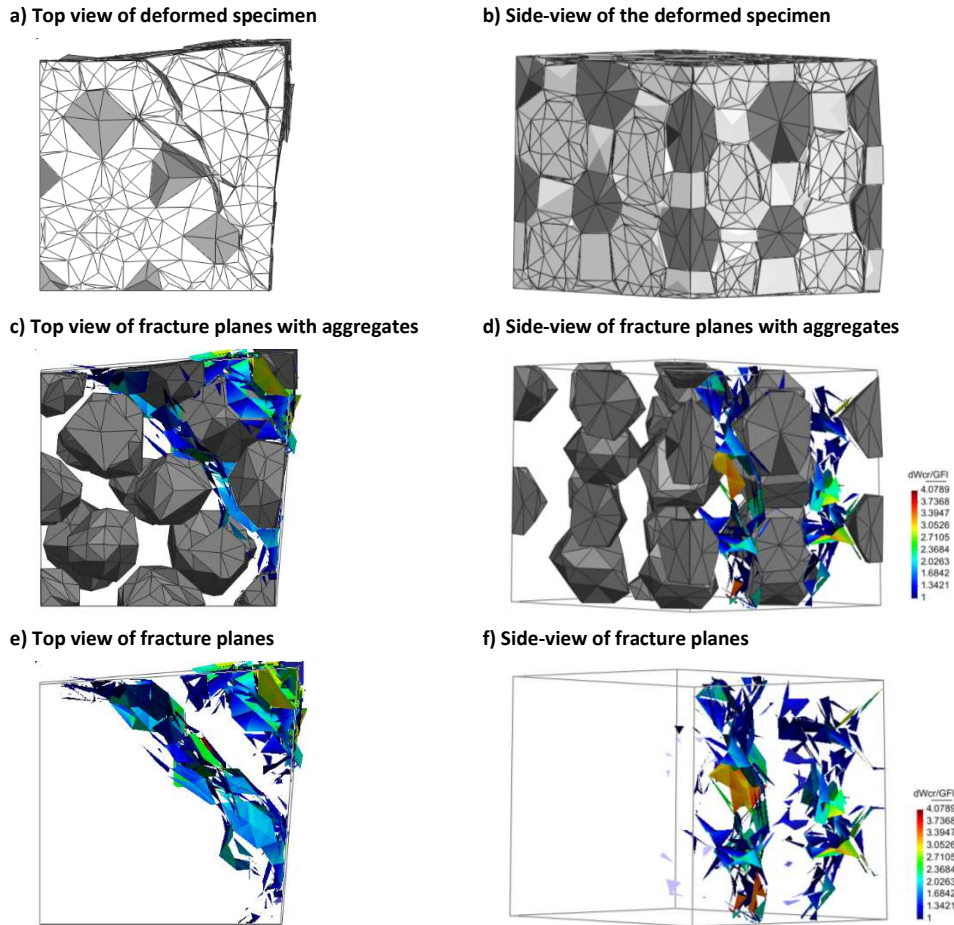 a) Top view of deformed specimen
b) Side-view of the deformed specimen
c) Top view of fracture planes with aggregates
d) Side-view of fracture planes with aggregates
dWcr/GFI
4.0789
3.7368
3.3947
3.0526
2.7105
2.3684
2.0263
1.6842
1.3421
1
e) Top view of fracture planes
f) Side-view of fracture planes
dWcr/GFI
4.0789
3.7368
3.3947
3.0526
2.7105
2.3684
2.0263
1.6842
1.3421
1